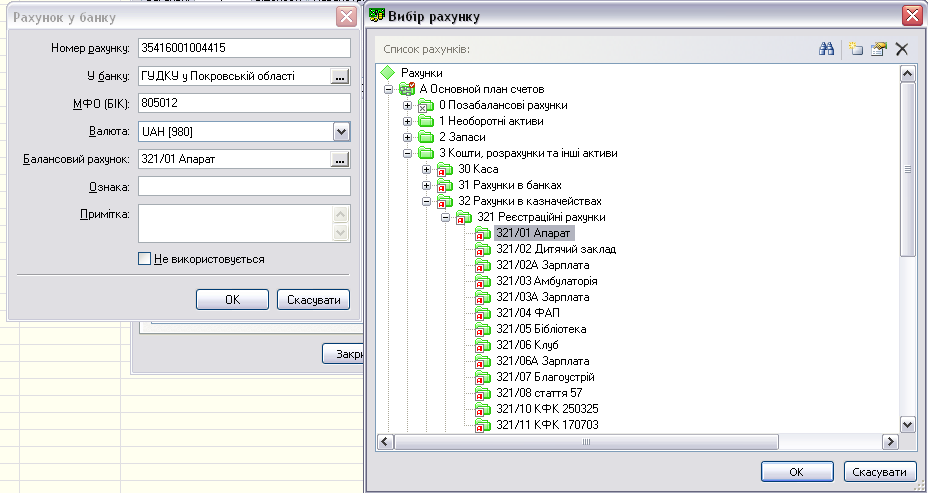 Рахунок у банку
Номер рахунку: 35416001004415
У банку: ГУДКУ у Покровській області ...
МФО (БІК): 805012
Валюта: UAH [980]
Балансовий рахунок: 321/01 Апарат ...
Ознака:
Примітка:
Не використовується
ОК Скасувати
Вибір рахунку
Список рахунків:
Рахунки
А Основной план счетов
0 Позабалансові рахунки
1 Необоротні активи
2 Запаси
3 Кошти, розрахунки та інші активи
30 Каса
31 Рахунки в банках
32 Рахунки в казначействах
321 Реєстраційні рахунки
321/01 Апарат
321/02 Дитячий заклад
321/02А Зарплата
321/03 Амбулаторія
321/03А Зарплата
321/04 ФАП
321/05 Бібліотека
321/06 Клуб
321/06А Зарплата
321/07 Благоустрій
321/08 стаття 57
321/10 КФК 250325
321/11 КФК 170703
ОК Скасувати